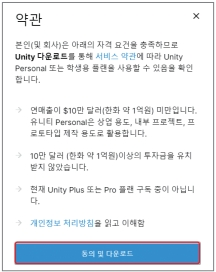 약관
×
본인(및 회사)은 아래의 자격 요건을 충족하므로
Unity 다운로드를 통해 서비스 약관에 따라 Unity
Personal 또는 학생용 플랜을 사용할 수 있음을 확인
합니다.
연매출이 $10만 달러(한화 약 1억원) 미만입니다.
유니티 Personal은 상업 용도, 내부 프로젝트, 프
로토타입 제작 용도로 활용합니다.
10만 달러 (한화 약 1억원)이상의 투자금을 유치
받지 않았습니다.
현재 Unity Plus 또는 Pro 플랜 구독 중이 아닙니
다.
개인정보 처리방침을 읽고 이해함
동의 및 다운로드